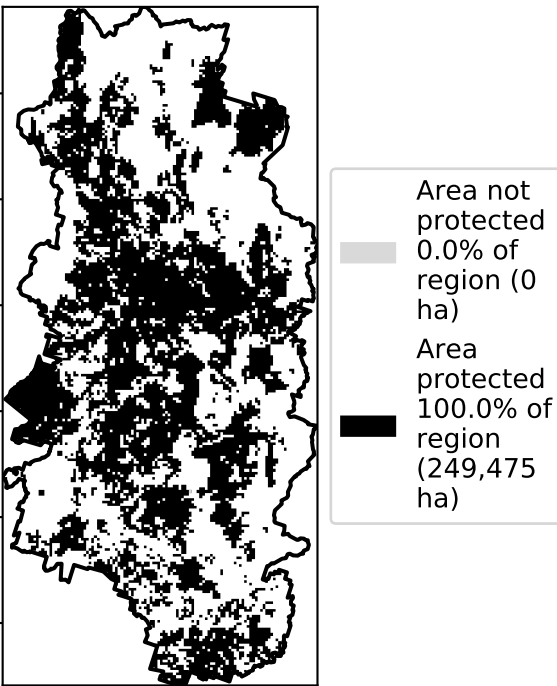 Area not
protected
0.0% of
region (0
ha)
Area
protected
100.0% of
region
(249,475
ha)